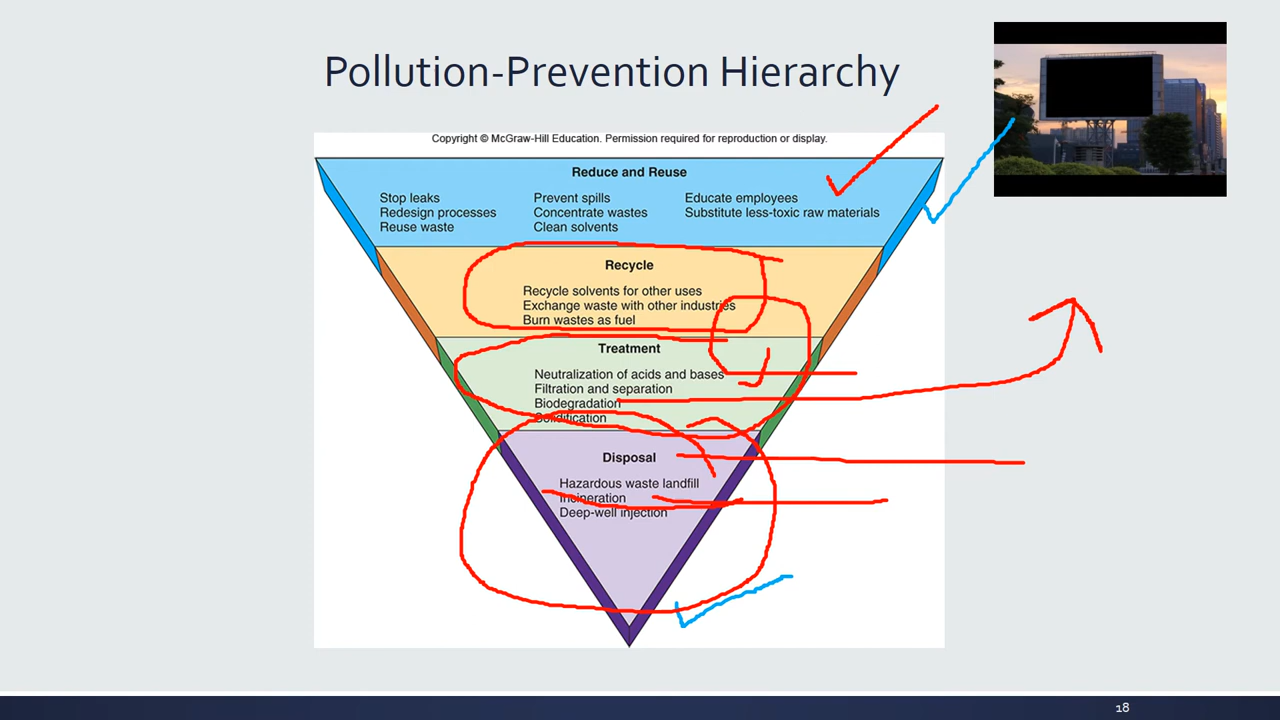 Pollution-Prevention Hierarchy
Copyright © McGraw-Hill Education. Permission required for reproduction or display.
Reduce and Reuse
Stop leaks Prevent spills Educate employees
Redesign processes Concentrate wastes Substitute less-toxic raw materials
Reuse waste Clean solvents
Recycle
Recycle solvents for other uses
Exchange waste with other industries
Burn wastes as fuel
Treatment
Neutralization of acids and bases
Filtration and separation
Biodegradation
Solidification
Disposal
Hazardous waste landfill
Incineration
Deep-well injection
18